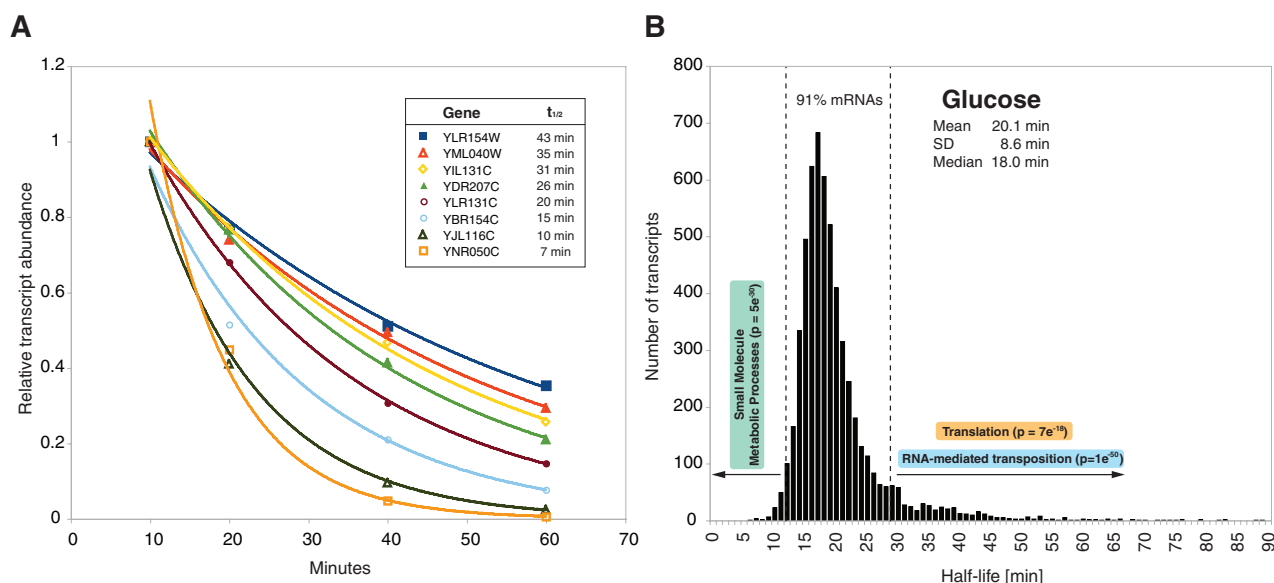 A
Relative transcript abundance
1.2
1
0.8
0.6
0.4
0.2
0
0 10 20 30 40 50 60 70
Minutes
Gene t1/2
YLR154W 43 min
YML040W 35 min
YIL131C 31 min
YDR207C 26 min
YLR131C 20 min
YBR154C 15 min
YJL116C 10 min
YNR050C 7 min
B
Number of transcripts
800
700
600
500
400
300
200
100
0
0 5 10 15 20 25 30 35 40 45 50 55 60 65 70 75 80 85 90
Half-life [min]
91% mRNAs
Glucose
Mean 20.1 min
SD 8.6 min
Median 18.0 min
Small Molecule
Metabolic Processes (p = 5e-30)
Translation (p = 7e-18)
RNA-mediated transposition (p=1e-50)